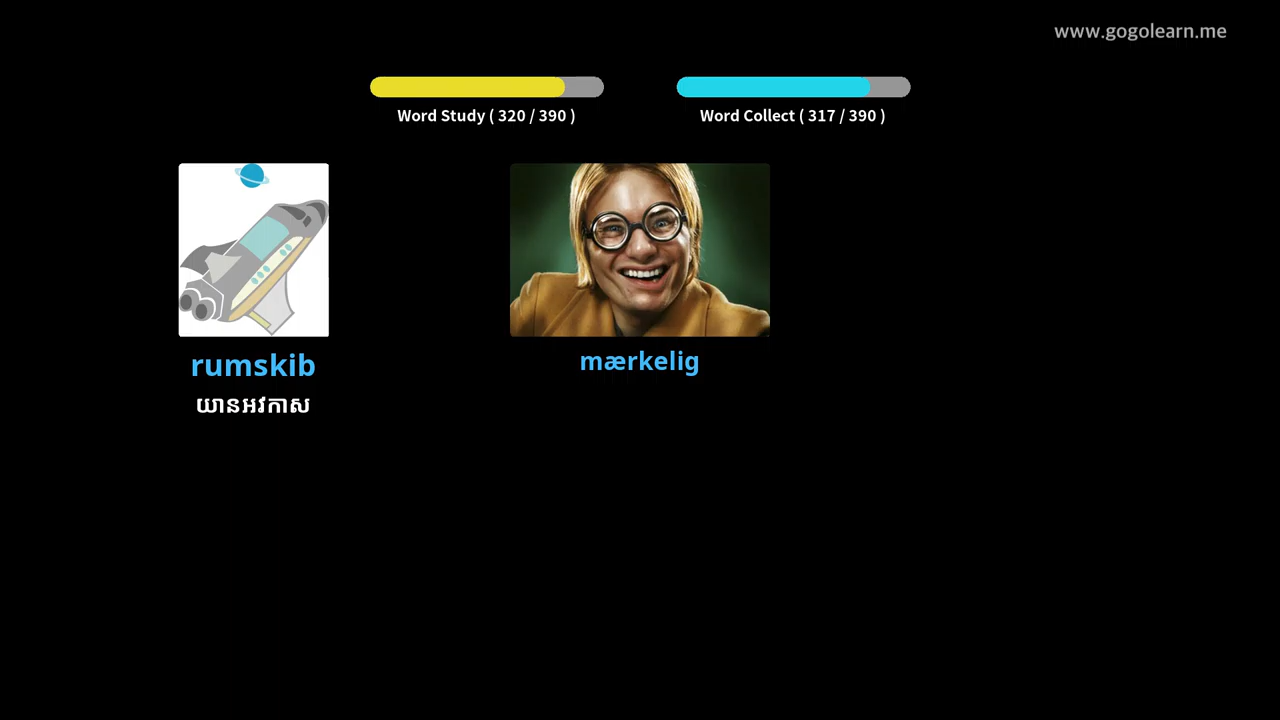 www.gogolearn.me
Word Study ( 320 / 390 )
Word Collect ( 317 / 390 )
rumskib
យានអវកាស
mærkelig